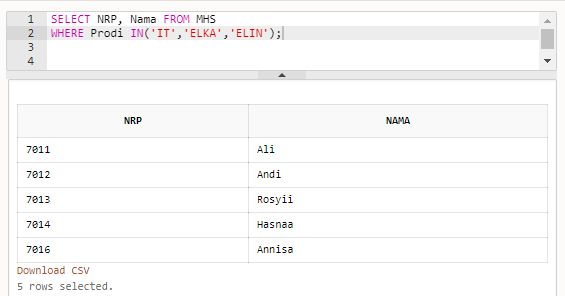 1 SELECT NRP, Nama FROM MHS
2 WHERE Prodi IN('IT','ELKA','ELIN');
3
4
NRP NAMA
7011 Ali
7012 Andi
7013 Rosyii
7014 Hasnaa
7016 Annisa
Download CSV
5 rows selected.